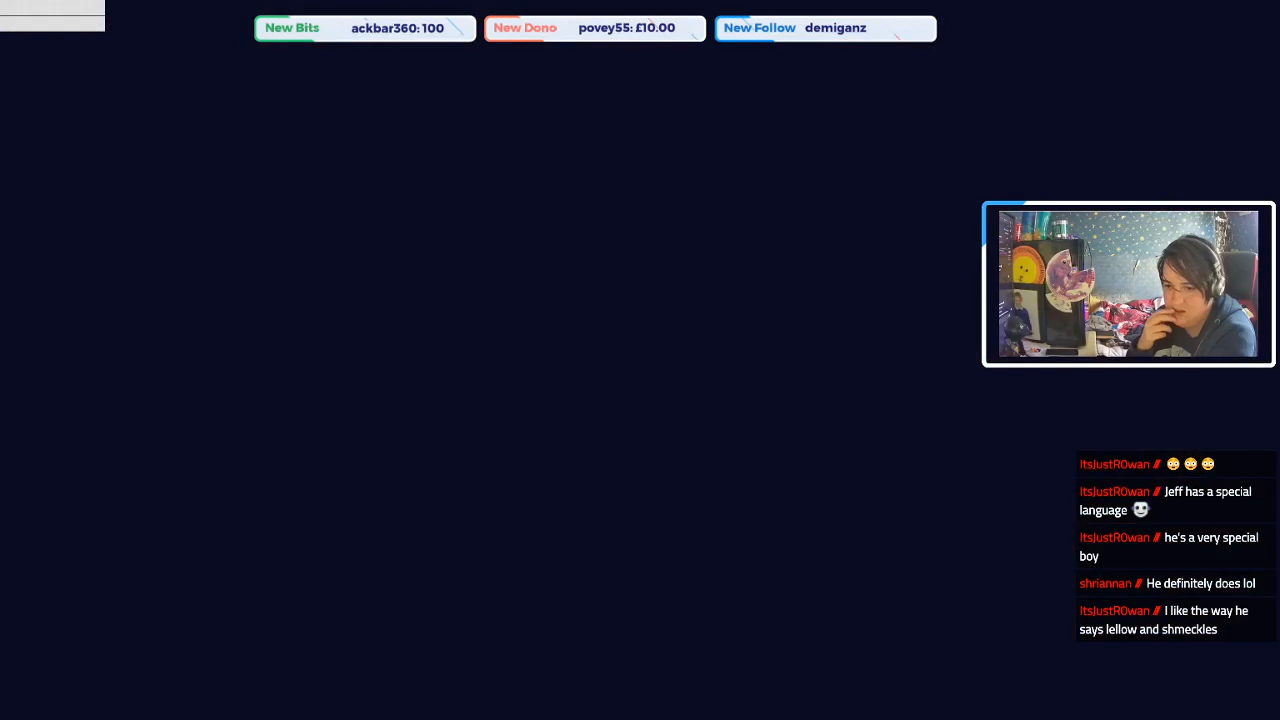 New Bits ackbar360: 100
New Dono povey55: £10.00
New Follow demiganz
ItsJustR0wan // 😳 😳 😳
ItsJustR0wan // Jeff has a special
language
ItsJustR0wan // he's a very special
boy
shriannan // He definitely does lol
ItsJustR0wan // I like the way he
says lellow and shmeckles